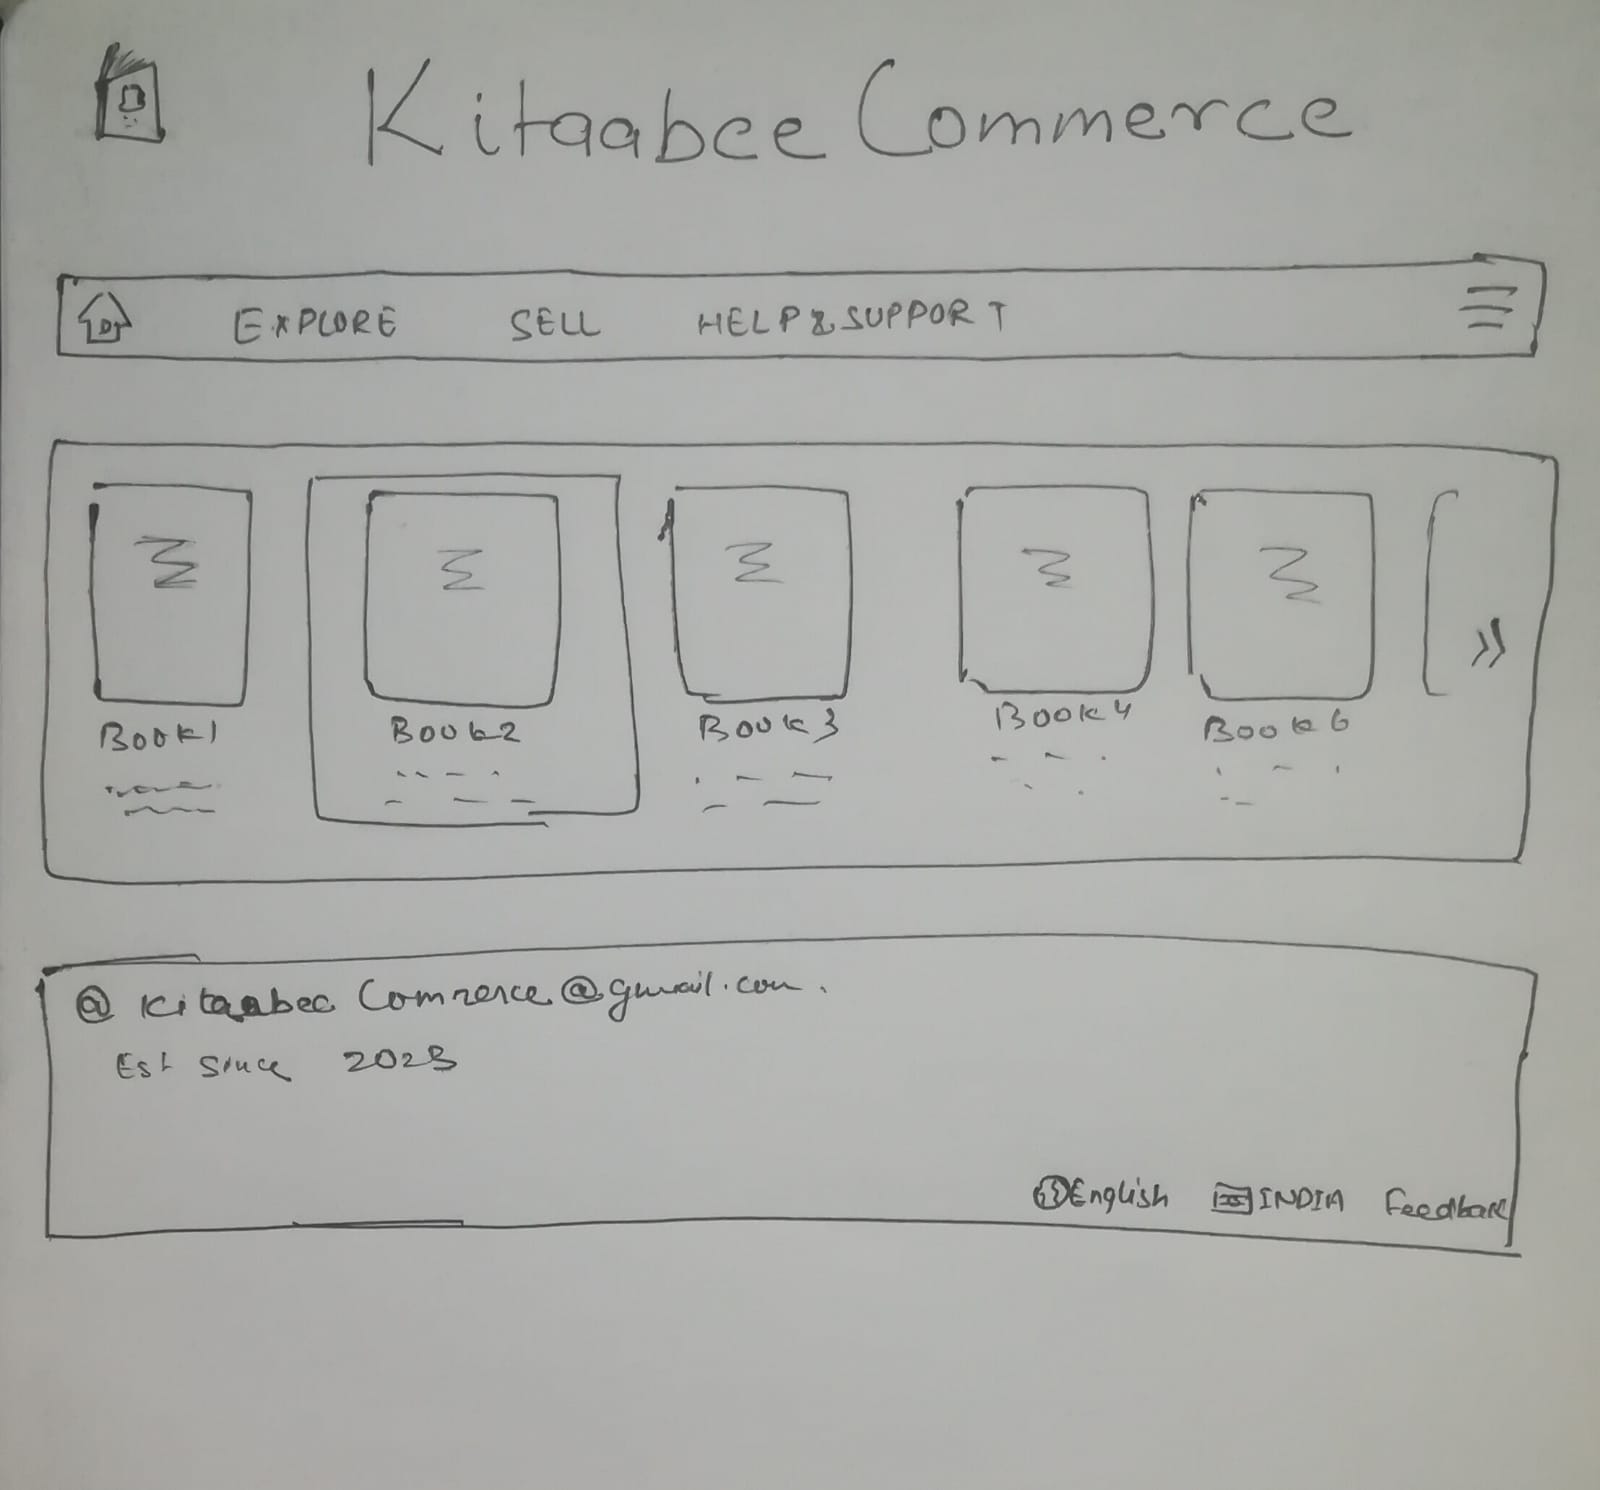 Kitaabee Commerce
EXPLORE SELL HELP & SUPPORT
Book1 Book2 Book3 Book4 Book6
@ Kitaabee Commerce@gmail.com.
Est Since 2023
English INDIA Feedback